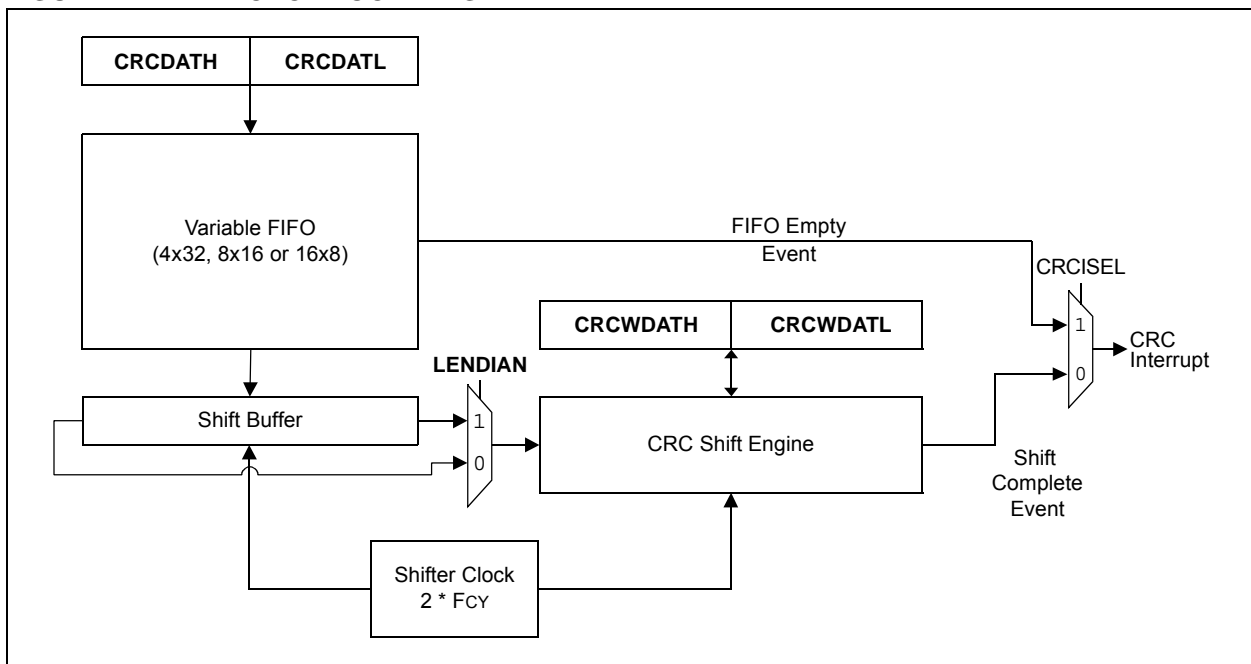 CRCDATH CRCDATL
Variable FIFO
(4x32, 8x16 or 16x8)
FIFO Empty
Event
CRCISEL
1
0
CRC
Interrupt
CRCWDATH CRCWDATL
LENDIAN
1
0
Shift Buffer
CRC Shift Engine
Shift
Complete
Event
Shifter Clock
2 * FCY